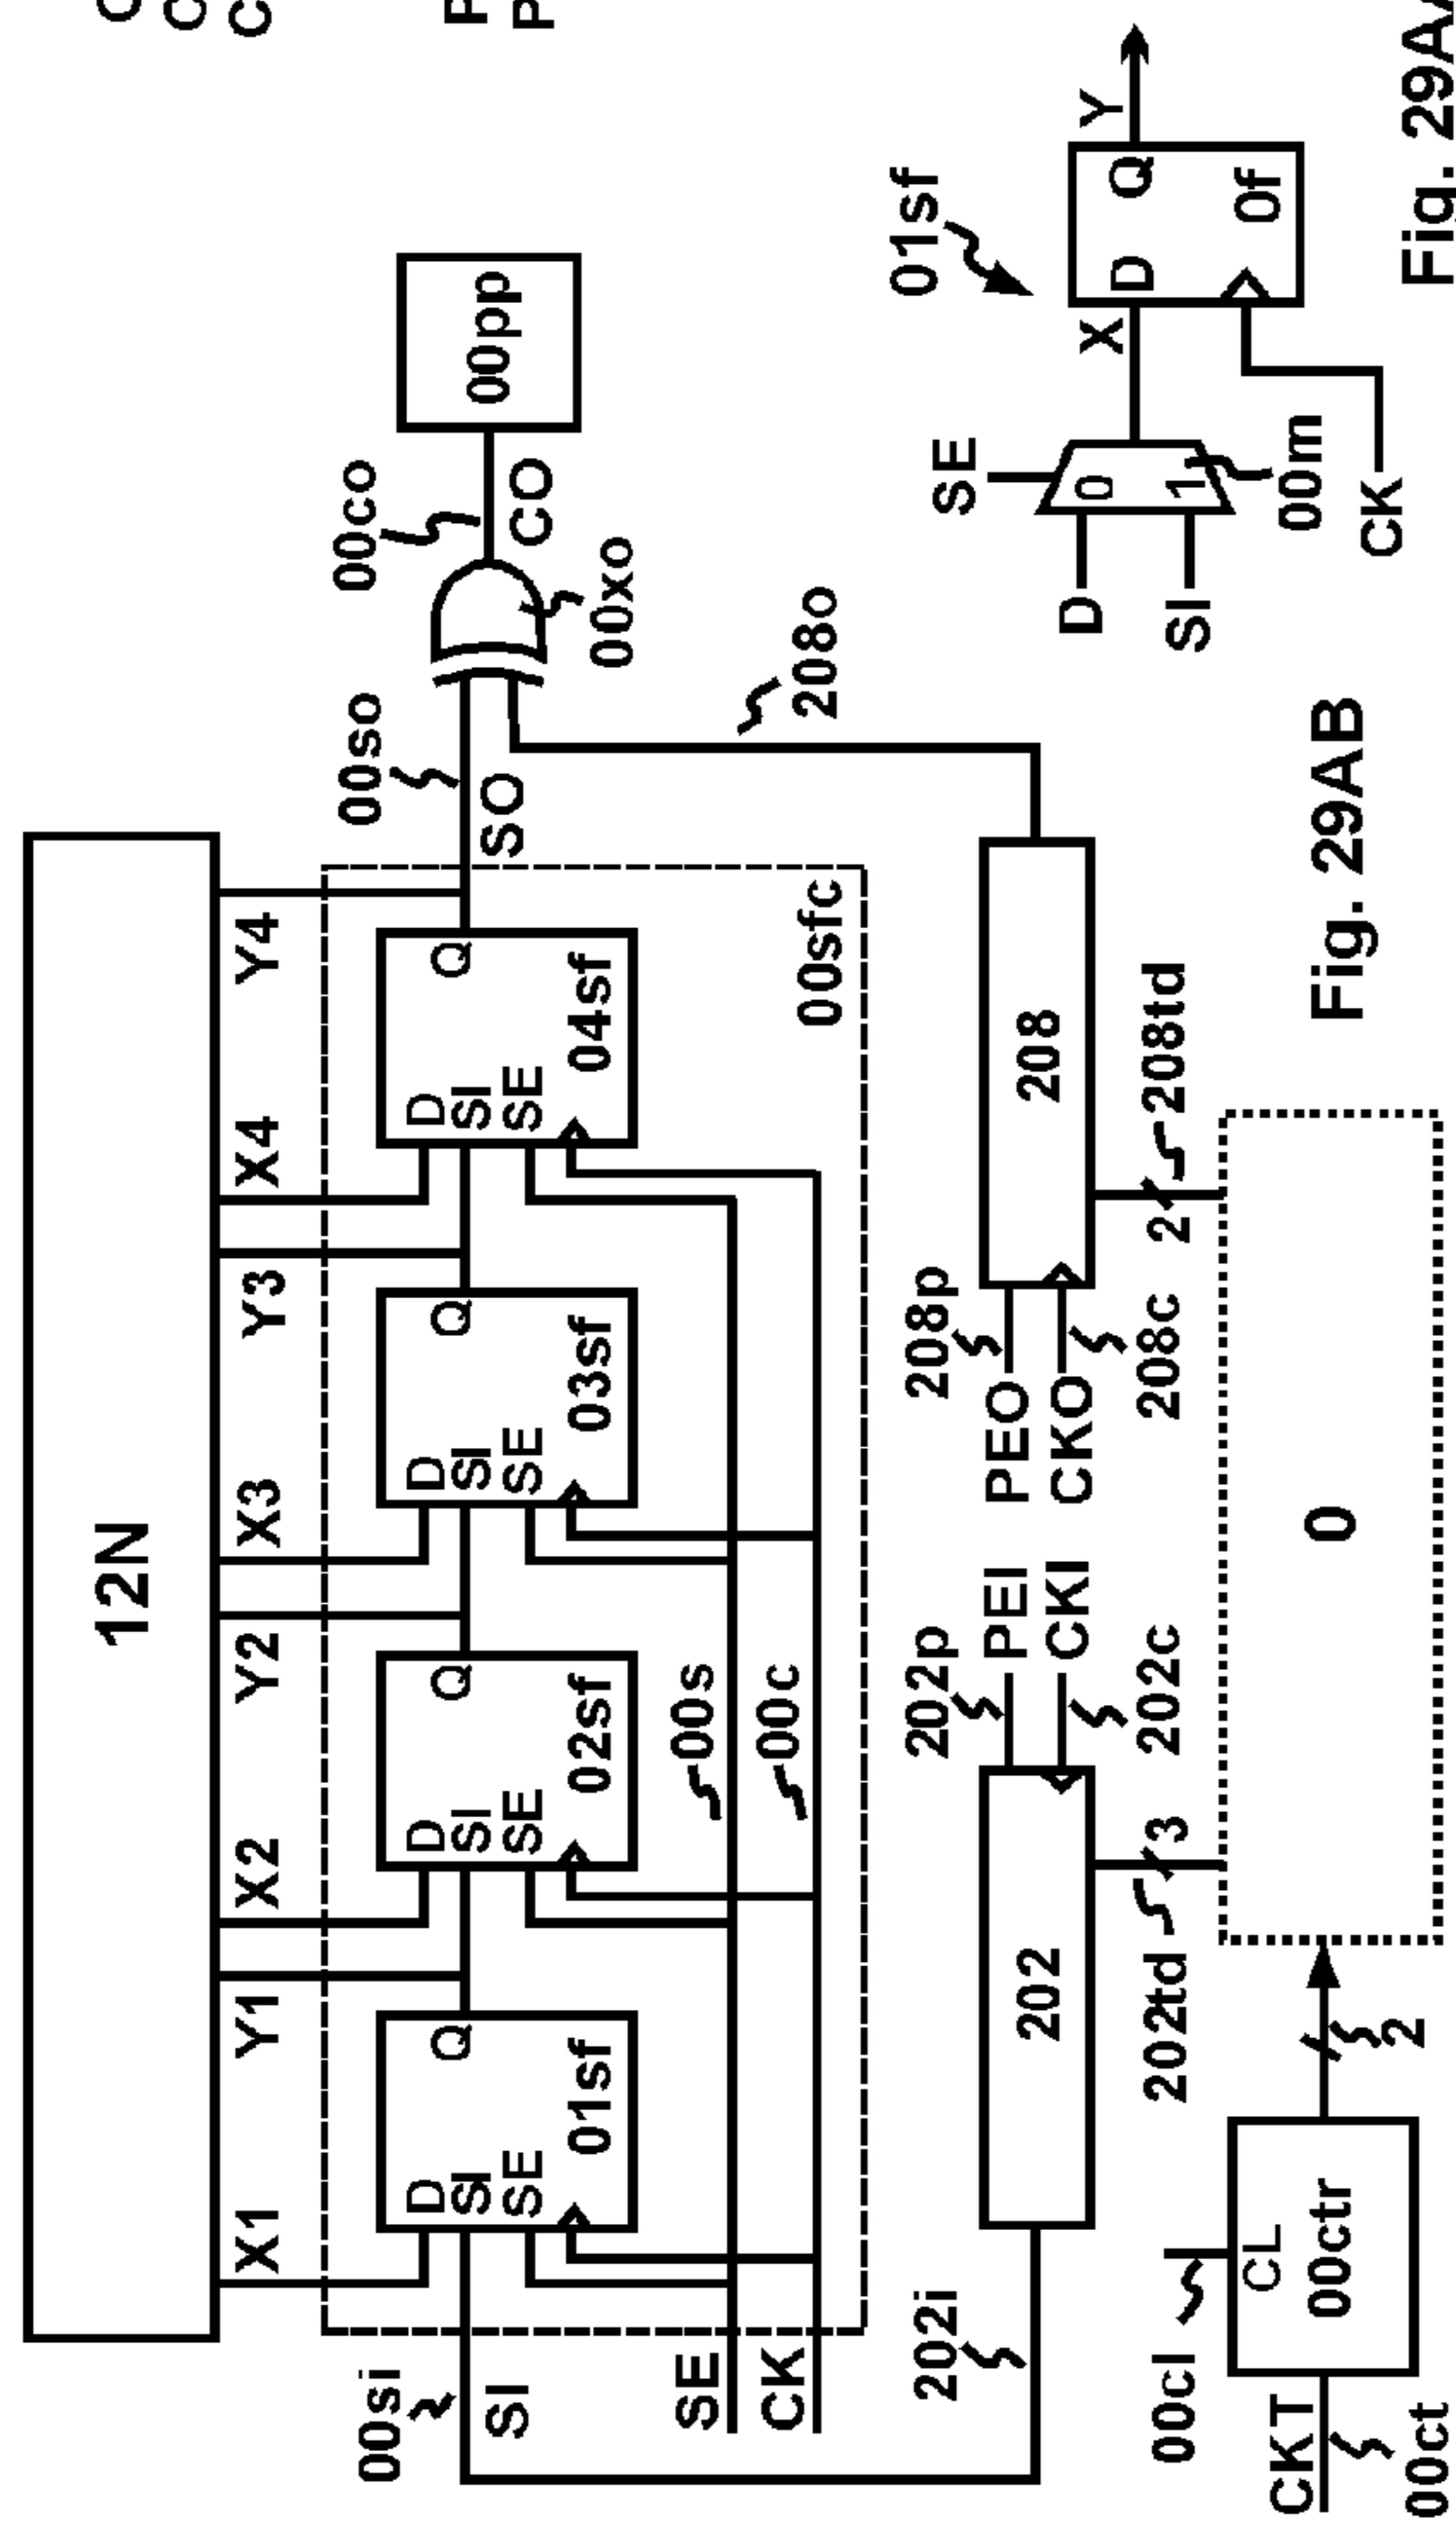 12N
X1
Y1
X2
Y2
X3
Y3
X4
Y4
00si
SI
D
SI
SE
Q
01sf
D
SI
SE
Q
02sf
D
SI
SE
Q
03sf
D
SI
SE
Q
04sf
00so
SO
00co
CO
00xo
00pp
SE
CK
00s
00c
00sfc
208o
202i
202
202p
PEI
CKI
202c
208p
PEO
CKO
208c
208
202td
3
2
208td
0
00cl
CL
00ctr
CKT
00ct
2
Fig. 29AB
01sf
SE
D
SI
0
1
00m
X
D
Q
0f
Y
CK
Fig. 29AA